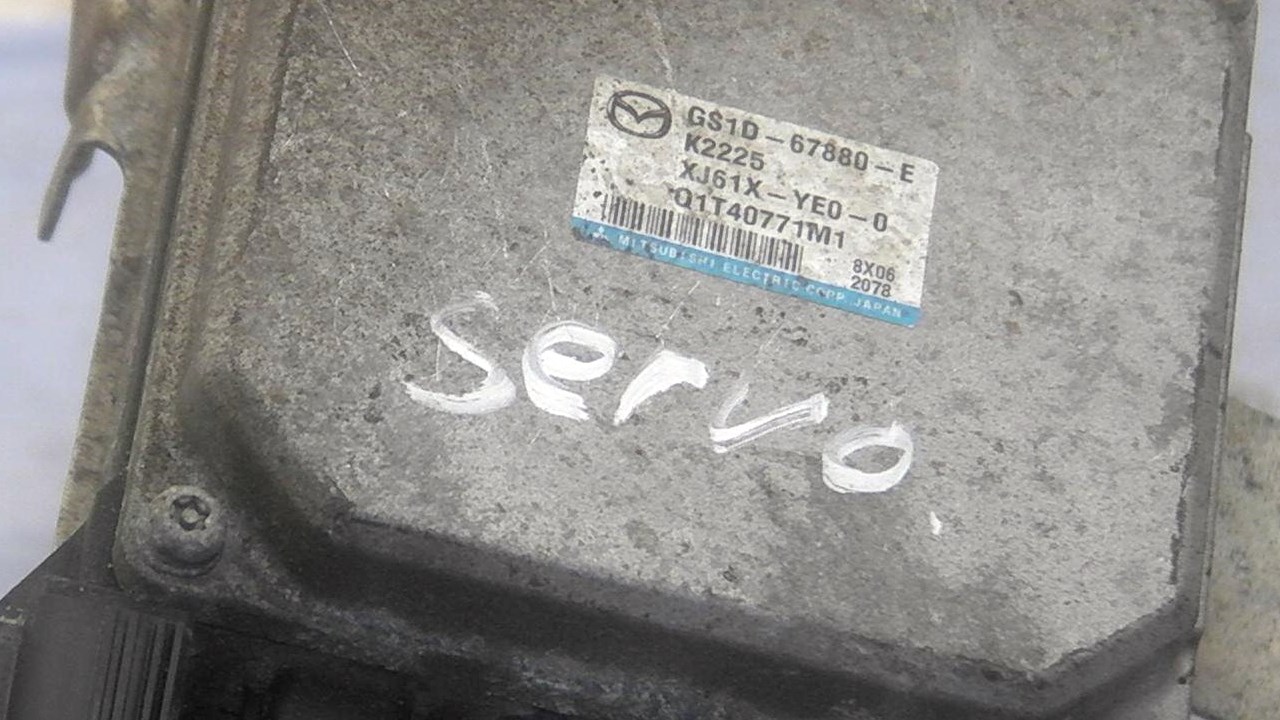 GS1D-67880-E
K2225
XJ61X-YE0-0
Q1T40771M1
8X06
2078
MITSUBISHI ELECTRIC CORP. JAPAN
Servo